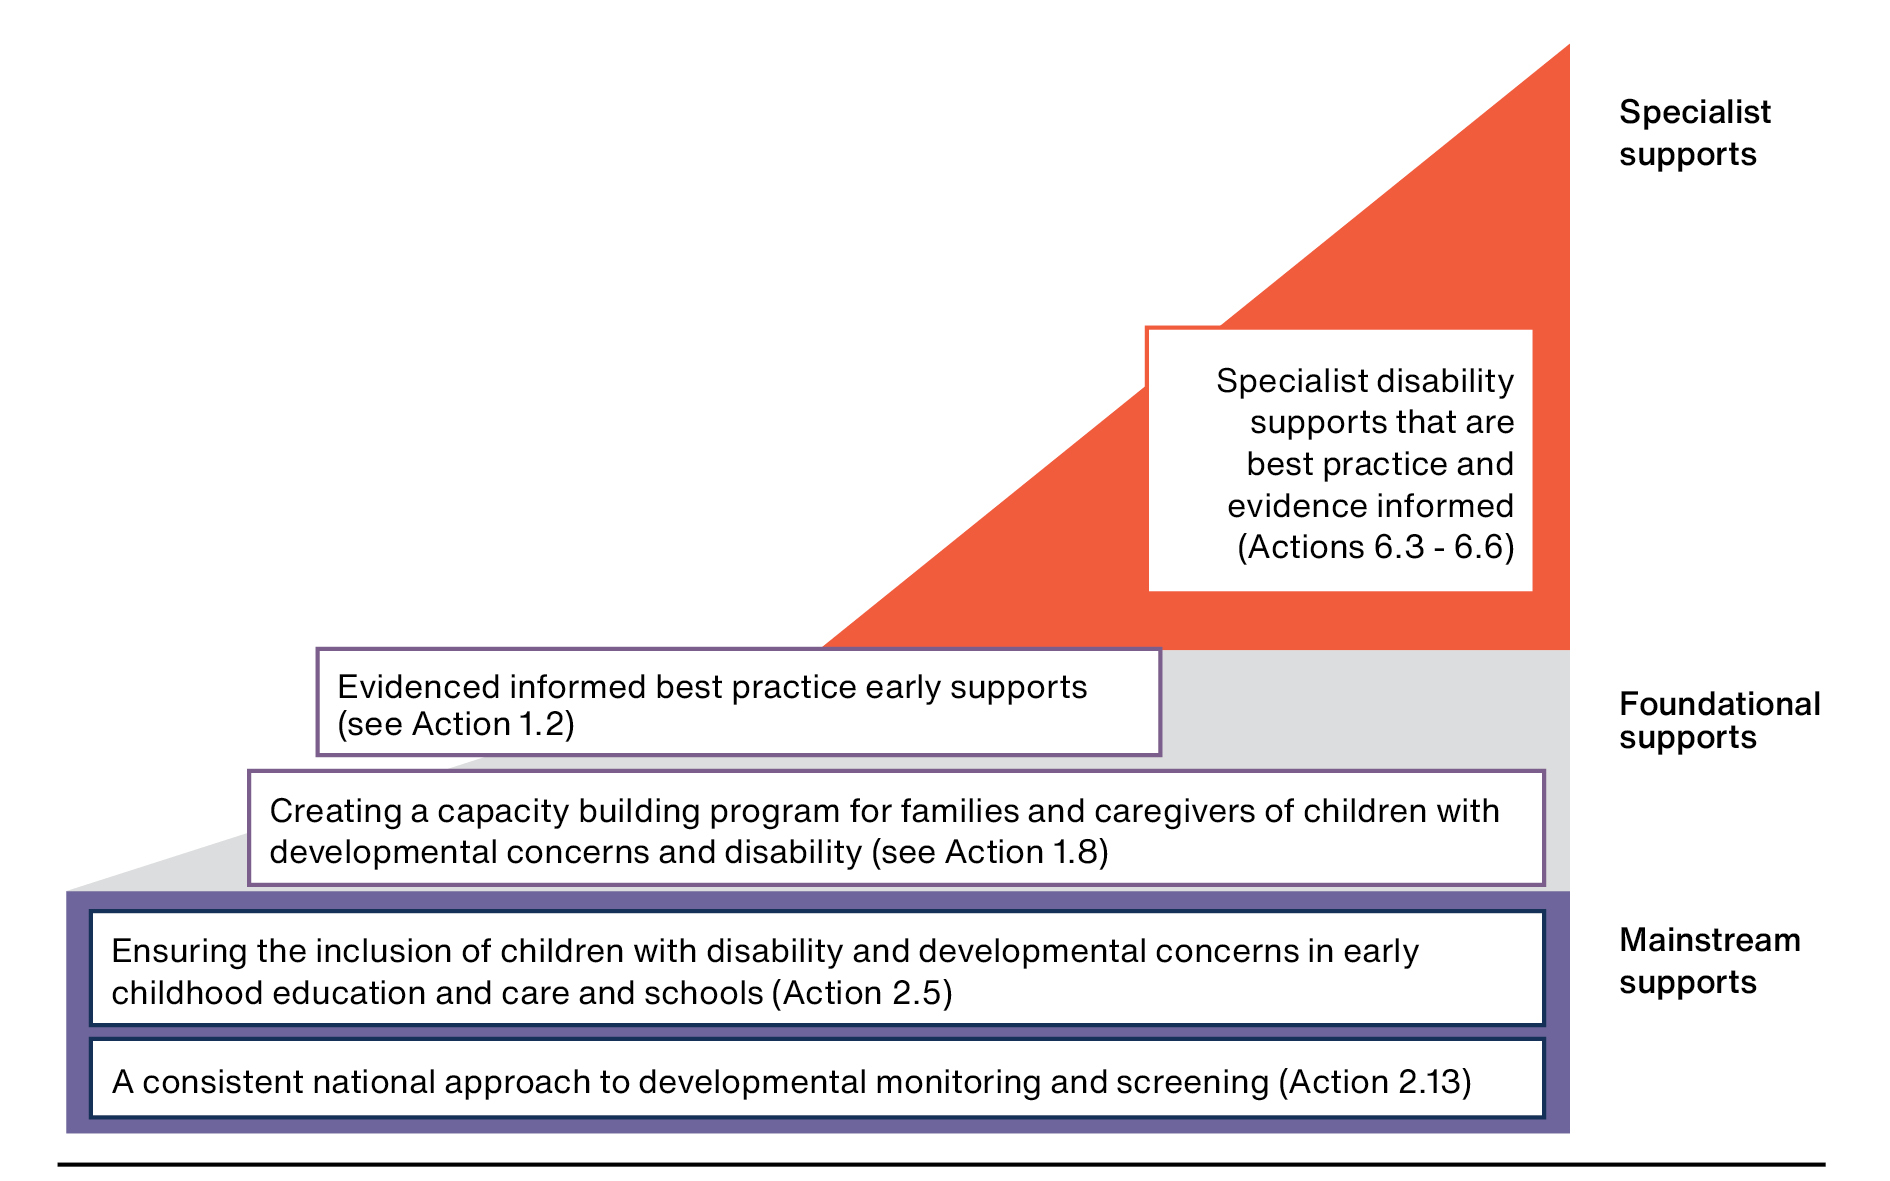 Specialist
supports
Specialist disability
supports that are
best practice and
evidence informed
(Actions 6.3 - 6.6)
Evidenced informed best practice early supports
(see Action 1.2)
Foundational
supports
Creating a capacity building program for families and caregivers of children with
developmental concerns and disability (see Action 1.8)
Ensuring the inclusion of children with disability and developmental concerns in early
childhood education and care and schools (Action 2.5)
Mainstream
supports
A consistent national approach to developmental monitoring and screening (Action 2.13)